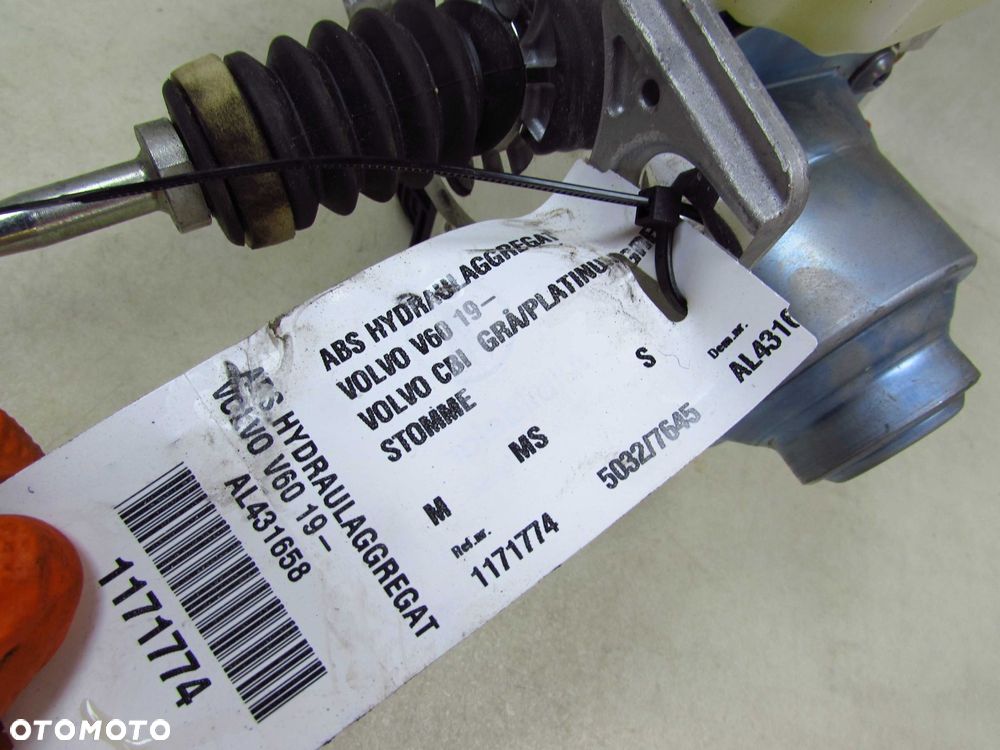 ABS HYDRAULAGGREGAT
VOLVO V60 19-
VOLVO CBI GRÅ/PLATINUM
STOMME
S
Dem.nr.
MS
AL4316
M
5032/7645
Ref.nr.
1171774
ABS HYDRAULAGGREGAT
VOLVO V60 19-
AL431658
1171774
OTOMOTO